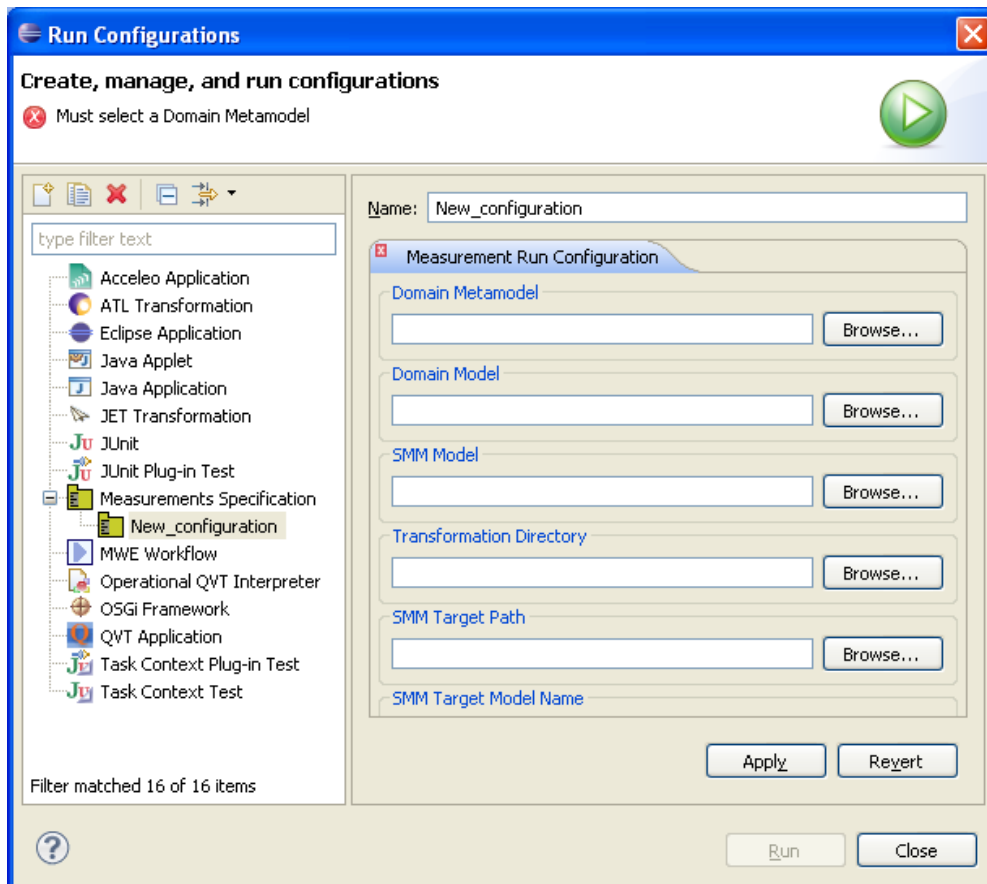 Run Configurations
Create, manage, and run configurations
Must select a Domain Metamodel
type filter text
Acceleo Application
ATL Transformation
Eclipse Application
Java Applet
Java Application
JET Transformation
Ju JUnit
Ju JUnit Plug-in Test
Measurements Specification
New_configuration
MWE Workflow
Operational QVT Interpreter
OSGi Framework
QVT Application
Ju Task Context Plug-in Test
Ju Task Context Test
Filter matched 16 of 16 items
Name: New_configuration
Measurement Run Configuration
Domain Metamodel
Browse...
Domain Model
Browse...
SMM Model
Browse...
Transformation Directory
Browse...
SMM Target Path
Browse...
SMM Target Model Name
Apply Revert
? Run Close